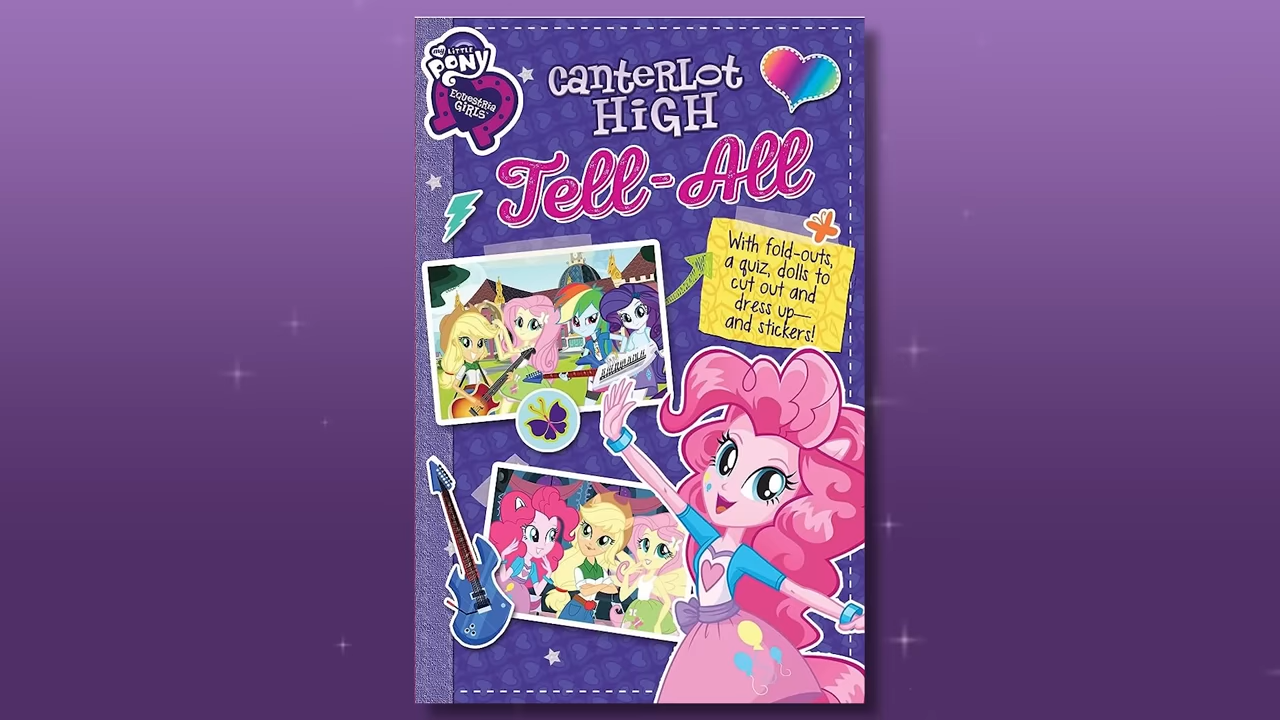 my LiTTLE
PONY
EQUESTRIA
GIRLS
canteRLot
HiGH
Tell-All
With fold-outs,
a quiz, dolls to
cut out and
dress up—
and stickers!